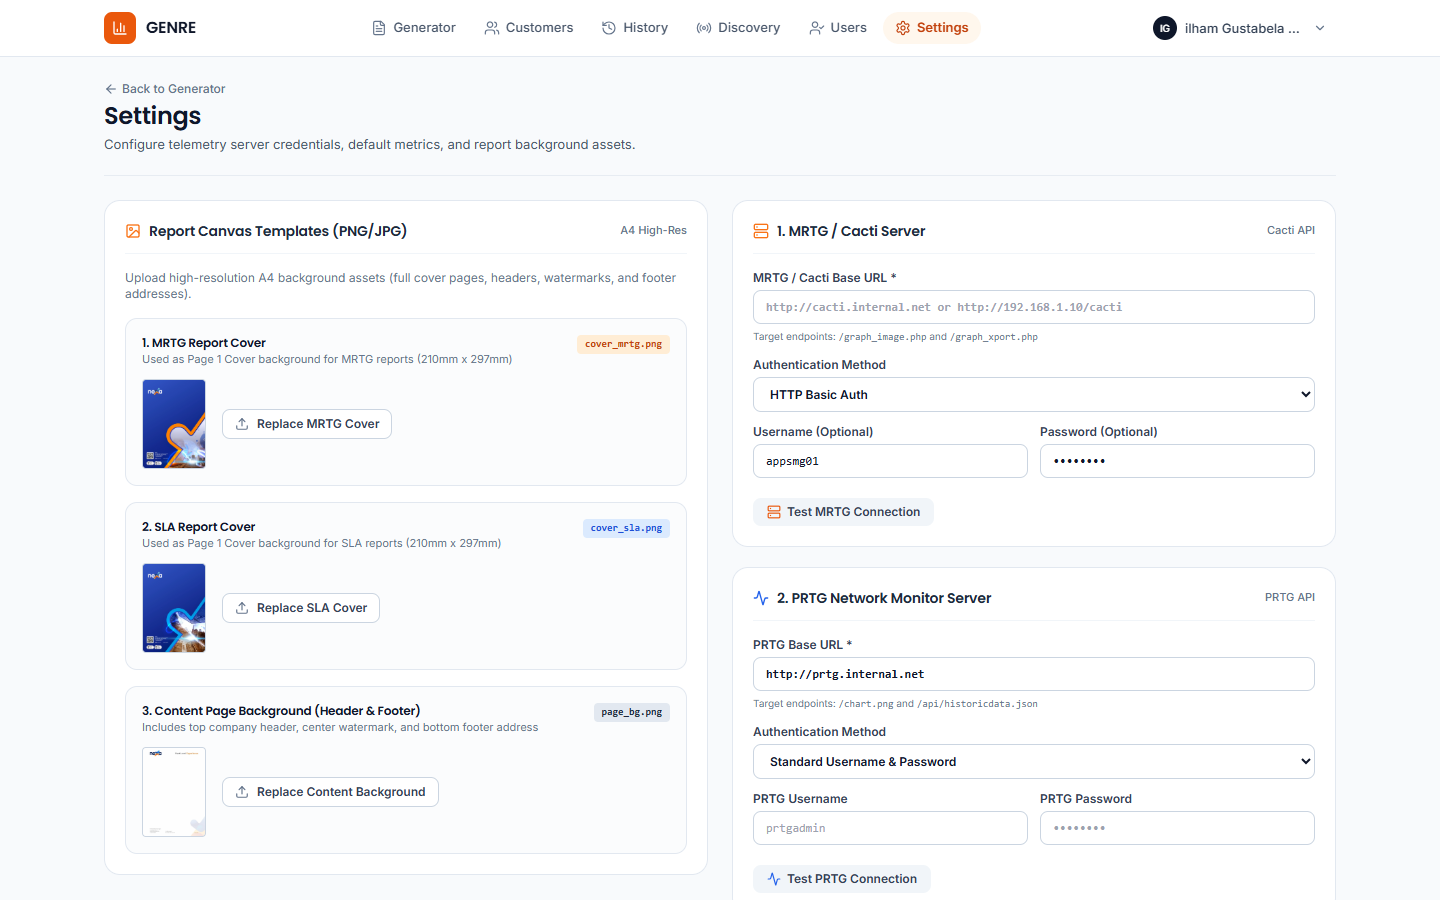 GENRE
Generator
Customers
History
Discovery
Users
Settings
IG
ilham Gustabela ...
Back to Generator
Settings
Configure telemetry server credentials, default metrics, and report background assets.
Report Canvas Templates (PNG/JPG)
A4 High-Res
Upload high-resolution A4 background assets (full cover pages, headers, watermarks, and footer
addresses).
1. MRTG Report Cover
cover_mrtg.png
Used as Page 1 Cover background for MRTG reports (210mm x 297mm)
Replace MRTG Cover
2. SLA Report Cover
cover_sla.png
Used as Page 1 Cover background for SLA reports (210mm x 297mm)
Replace SLA Cover
3. Content Page Background (Header & Footer)
page_bg.png
Includes top company header, center watermark, and bottom footer address
Replace Content Background
1. MRTG / Cacti Server
Cacti API
MRTG / Cacti Base URL *
http://cacti.internal.net or http://192.168.1.10/cacti
Target endpoints: /graph_image.php and /graph_xport.php
Authentication Method
HTTP Basic Auth
Username (Optional)
Password (Optional)
appsmg01
••••••••
Test MRTG Connection
2. PRTG Network Monitor Server
PRTG API
PRTG Base URL *
http://prtg.internal.net
Target endpoints: /chart.png and /api/historicdata.json
Authentication Method
Standard Username & Password
PRTG Username
PRTG Password
prtgadmin
••••••••
Test PRTG Connection